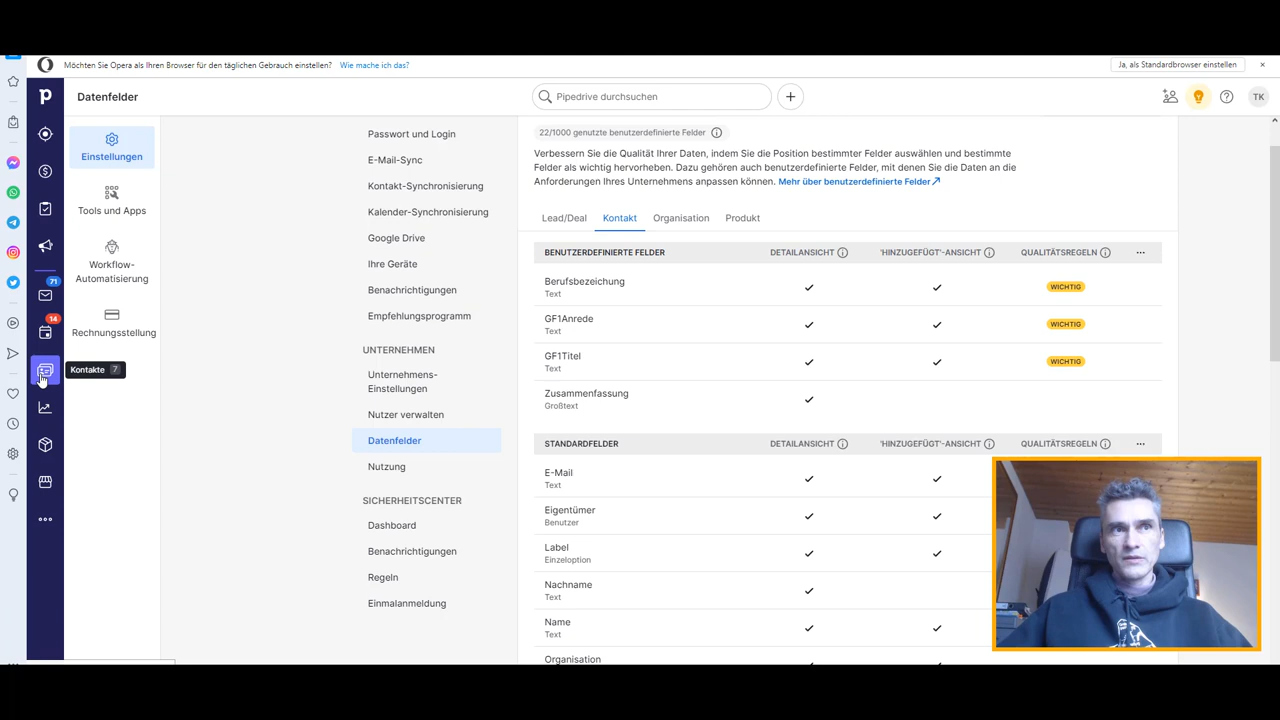 Möchten Sie Opera als Ihren Browser für den täglichen Gebrauch einstellen? Wie mache ich das?
Ja, als Standardbrowser einstellen
Datenfelder
Pipedrive durchsuchen
TK
71
14
Kontakte 7
Einstellungen
Tools und Apps
Workflow-
Automatisierung
Rechnungsstellung
Passwort und Login
E-Mail-Sync
Kontakt-Synchronisierung
Kalender-Synchronisierung
Google Drive
Ihre Geräte
Benachrichtigungen
Empfehlungsprogramm
UNTERNEHMEN
Unternehmens-
Einstellungen
Nutzer verwalten
Datenfelder
Nutzung
SICHERHEITSCENTER
Dashboard
Benachrichtigungen
Regeln
Einmalanmeldung
22/1000 genutzte benutzerdefinierte Felder
Verbessern Sie die Qualität Ihrer Daten, indem Sie die Position bestimmter Felder auswählen und bestimmte
Felder als wichtig hervorheben. Dazu gehören auch benutzerdefinierte Felder, mit denen Sie die Daten an die
Anforderungen Ihres Unternehmens anpassen können. Mehr über benutzerdefinierte Felder
Lead/Deal Kontakt Organisation Produkt
BENUTZERDEFINIERTE FELDER DETAILANSICHT 'HINZUGEFÜGT'-ANSICHT QUALITÄTSREGELN
Berufsbezeichung
Text
WICHTIG
GF1Anrede
Text
WICHTIG
GF1Titel
Text
WICHTIG
Zusammenfassung
Großtext
STANDARDFELDER DETAILANSICHT 'HINZUGEFÜGT'-ANSICHT QUALITÄTSREGELN
E-Mail
Text
Eigentümer
Benutzer
Label
Einzeloption
Nachname
Text
Name
Text
Organisation